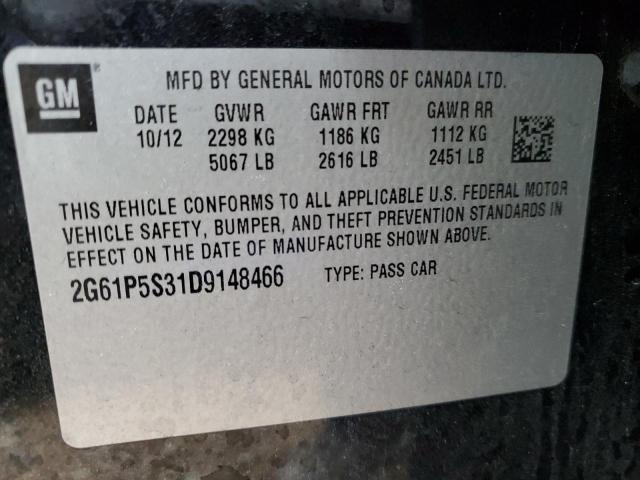 GM
®
MFD BY GENERAL MOTORS OF CANADA LTD.
DATE GVWR GAWR FRT GAWR RR
10/12 2298 KG 1186 KG 1112 KG
5067 LB 2616 LB 2451 LB
THIS VEHICLE CONFORMS TO ALL APPLICABLE U.S. FEDERAL MOTOR
VEHICLE SAFETY, BUMPER, AND THEFT PREVENTION STANDARDS IN
EFFECT ON THE DATE OF MANUFACTURE SHOWN ABOVE.
2G61P5S31D9148466 TYPE: PASS CAR